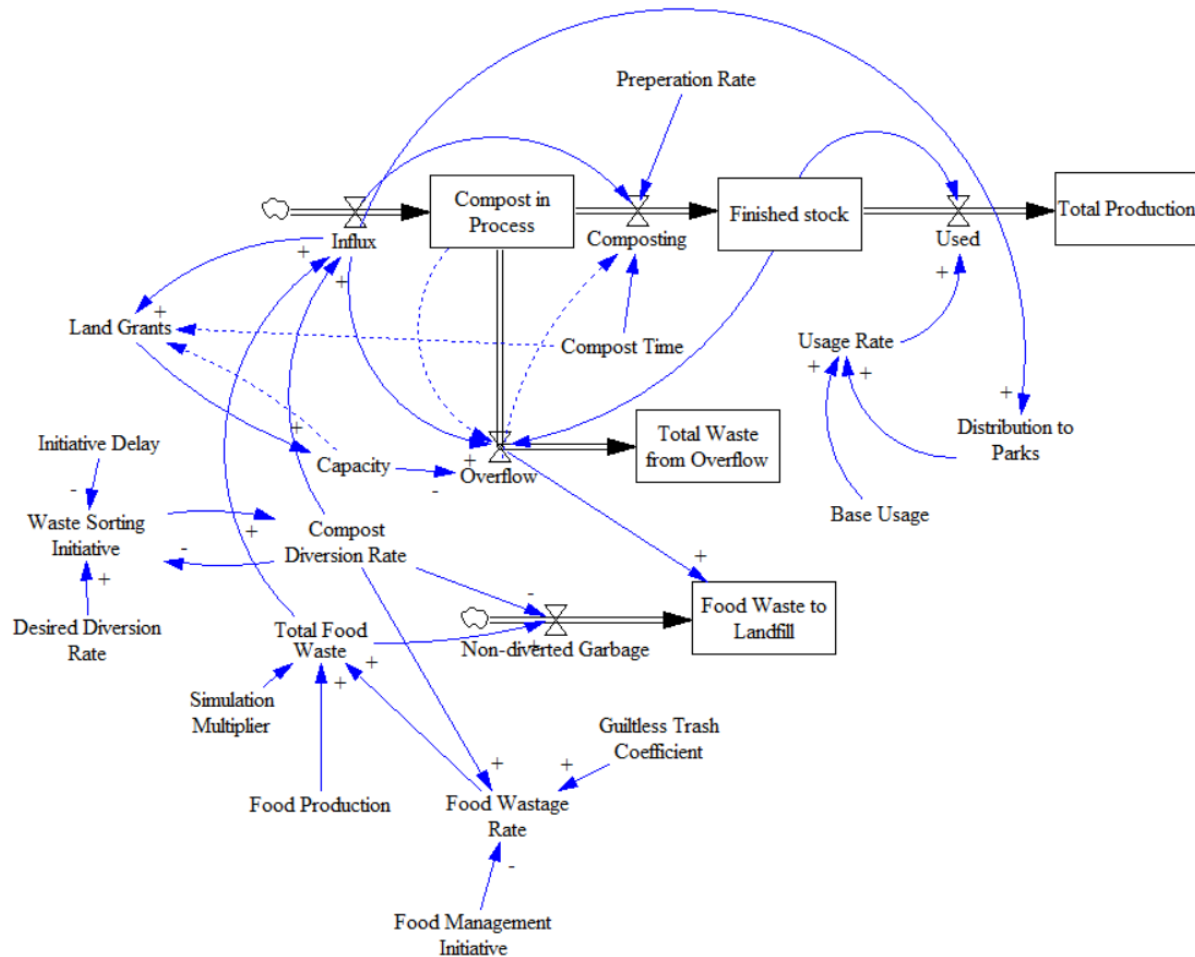 Preperation Rate
Compost in
Process
Finished stock
Total Production
Influx
Composting
Used
+
+
+
+
Land Grants
Compost Time
Usage Rate
+
+
+
Distribution to
Parks
Initiative Delay
+
Capacity
+
-
Overflow
Total Waste
from Overflow
Base Usage
-
Waste Sorting
Initiative
+
-
Compost
Diversion Rate
+
+
Desired Diversion
Rate
-
Food Waste to
Landfill
Total Food
Waste
+
Non-diverted Garbage
+
+
Simulation
Multiplier
Guiltless Trash
Coefficient
+
+
Food Production
Food Wastage
Rate
-
Food Management
Initiative